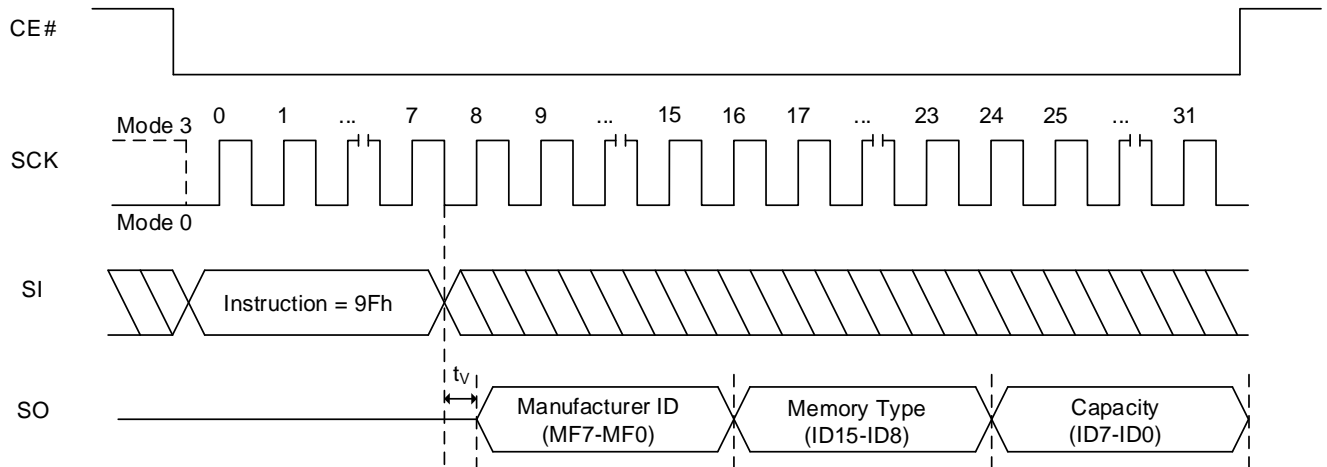 CE#
0 1 ... 7 8 9 ... 15 16 17 ... 23 24 25 ... 31
Mode 3
SCK
Mode 0
SI
Instruction = 9Fh
tV
SO
Manufacturer ID
(MF7-MF0)
Memory Type
(ID15-ID8)
Capacity
(ID7-ID0)